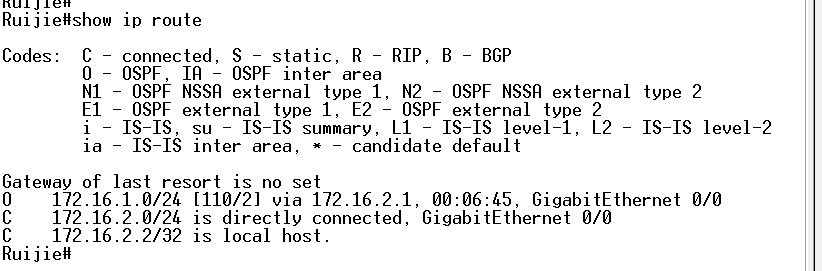 Ruijie#
Ruijie#show ip route
Codes:  C - connected, S - static, R - RIP, B - BGP
        O - OSPF, IA - OSPF inter area
        N1 - OSPF NSSA external type 1, N2 - OSPF NSSA external type 2
        E1 - OSPF external type 1, E2 - OSPF external type 2
        i - IS-IS, su - IS-IS summary, L1 - IS-IS level-1, L2 - IS-IS level-2
        ia - IS-IS inter area, * - candidate default
Gateway of last resort is no set
O    172.16.1.0/24 [110/2] via 172.16.2.1, 00:06:45, GigabitEthernet 0/0
C    172.16.2.0/24 is directly connected, GigabitEthernet 0/0
C    172.16.2.2/32 is local host.
Ruijie#